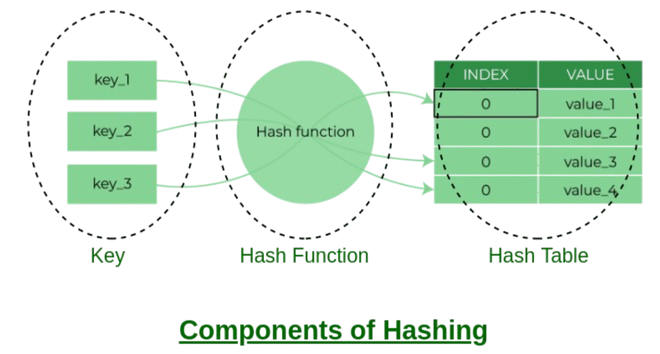 key_1
key_2
key_3
Hash function
INDEX VALUE
0 value_1
0 value_2
0 value_3
0 value_4
Key Hash Function Hash Table
Components of Hashing